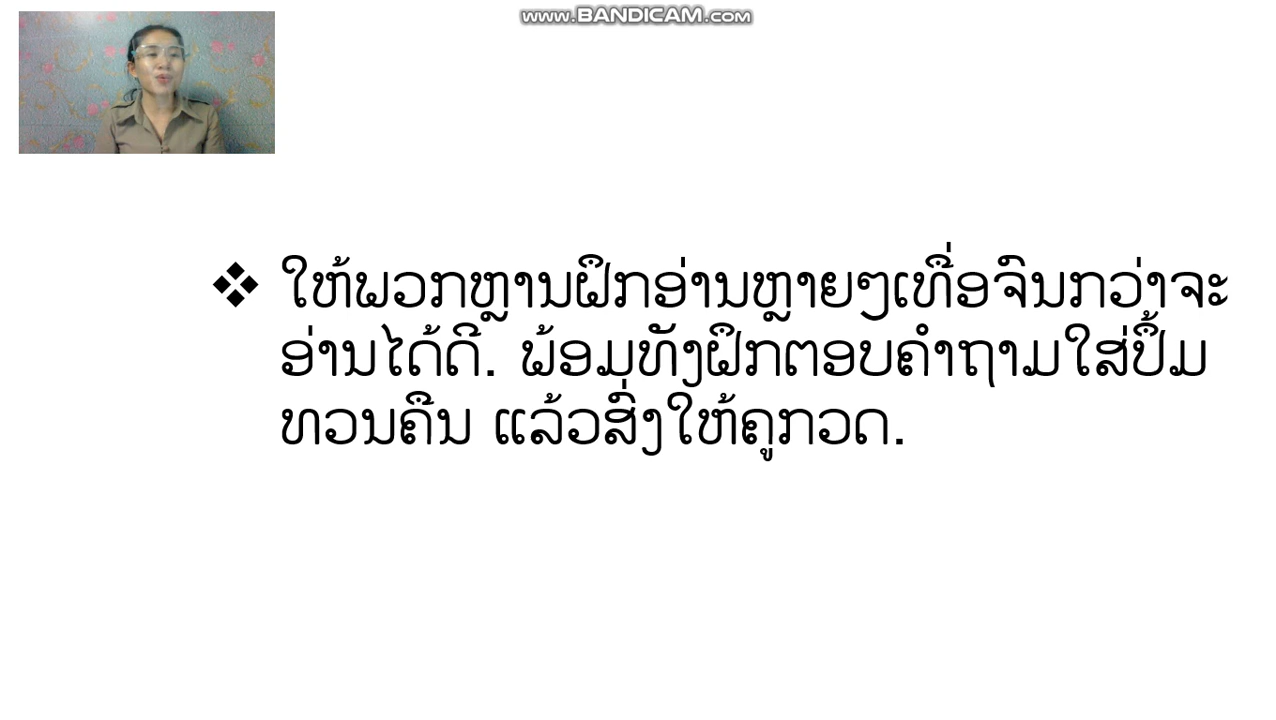 www.BANDICAM.com
❖ ໃຫ້ພວກຫຼານຝຶກອ່ານຫຼາຍໆເທື່ອຈົນກວ່າຈະ
ອ່ານໄດ້ດີ. ພ້ອມທັງຝຶກຕອບຄໍາຖາມໃສ່ປຶ້ມ
ທວນຄືນ ແລ້ວສົ່ງໃຫ້ຄູກວດ.